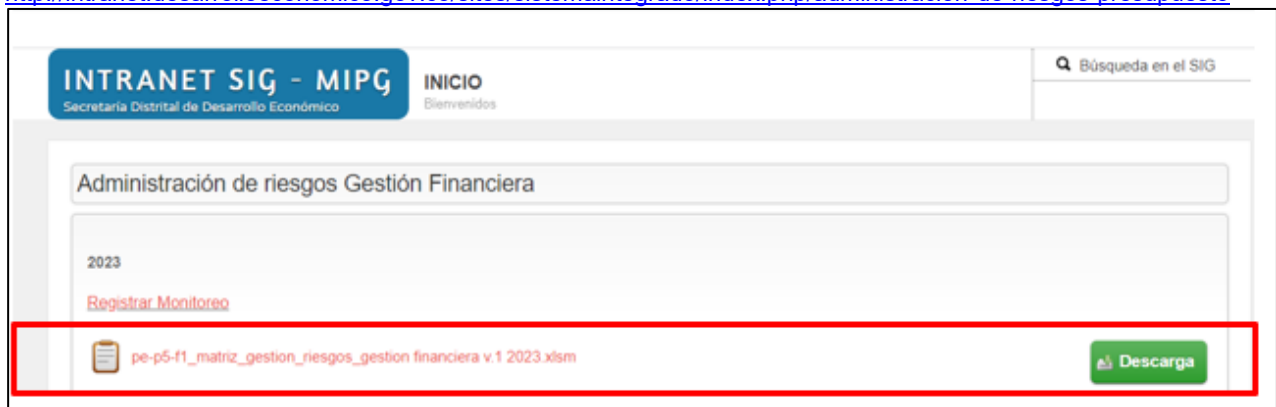 INTRANET SIG - MIPG
Secretaría Distrital de Desarrollo Económico
INICIO
Bienvenidos
Búsqueda en el SIG
Administración de riesgos Gestión Financiera
2023
Registrar Monitoreo
pe-p5-f1_matriz_gestion_riesgos_gestion financiera v.1 2023.xlsm
Descarga